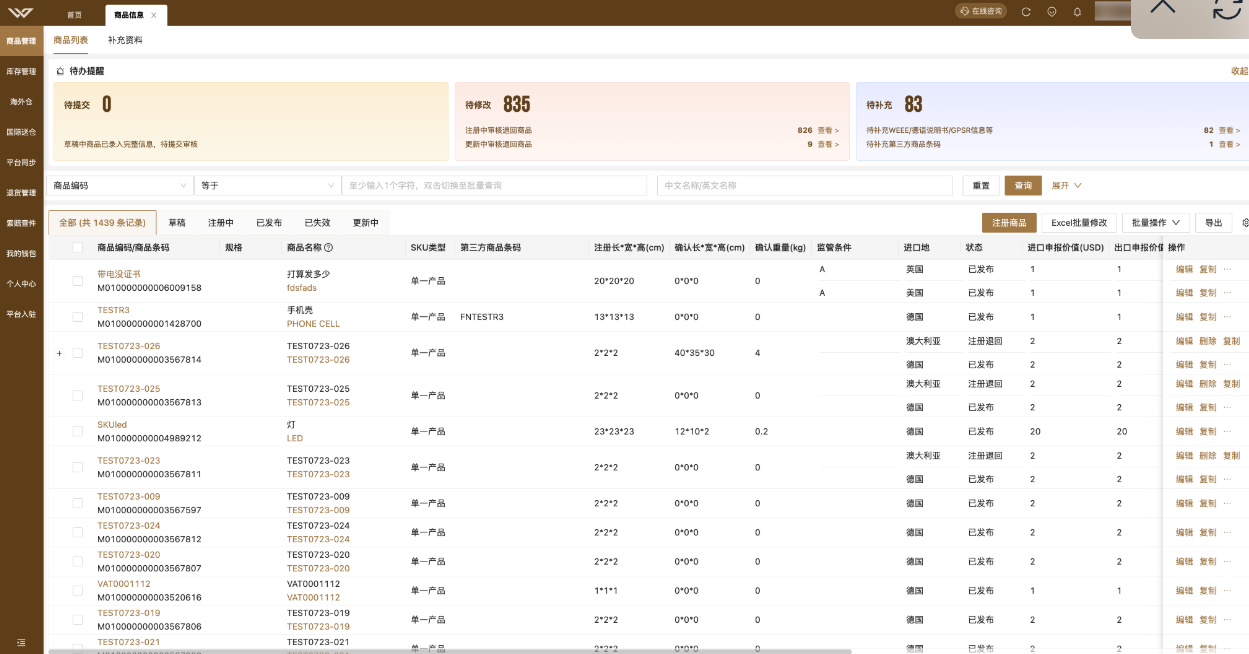 首页
商品信息 ×
在线咨询
商品管理
库存管理
海外仓
国际送仓
平台同步
退货管理
索赔查件
我的钱包
个人中心
平台入驻
商品列表 补充资料
待办提醒 收起
待提交 0
草稿中商品已录入完整信息，待提交审核
待修改 835
注册中审核退回商品 826 查看 >
更新中审核退回商品 9 查看 >
待补充 83
待补充WEEE/德语说明书/GPSR信息等 82 查看 >
待补充第三方商品条码 1 查看 >
商品编码 等于 至少输入1个字符，双击切换至批量查询 中文名称/英文名称 重置 查询 展开
全部 (共 1439 条记录) 草稿 注册中 已发布 已失效 更新中 注册商品 Excel批量修改 批量操作 导出
商品编码/商品条码 规格 商品名称 SKU类型 第三方商品条码 注册长*宽*高(cm) 确认长*宽*高(cm) 确认重量(kg) 监管条件 进口地 状态 进口申报价值(USD) 出口申报价值 操作
带电没证书 打算发多少 A 英国 已发布 1 1 编辑 复制 ···
M010000000006009158 fdsfads 单一产品 20*20*20 0*0*0 0
A 美国 已发布 1 1 编辑 复制 ···
TESTR3 手机壳
M010000000001428700 PHONE CELL 单一产品 FNTESTR3 13*13*13 0*0*0 0 德国 已发布 1 1 编辑 复制 ···
TEST0723-026 TEST0723-026 澳大利亚 注册退回 2 2 编辑 删除 复制
+ M010000000003567814 TEST0723-026 单一产品 2*2*2 40*35*30 4
德国 已发布 2 2 编辑 复制 ···
TEST0723-025 TEST0723-025 澳大利亚 注册退回 2 2 编辑 删除 复制
M010000000003567813 TEST0723-025 单一产品 2*2*2 0*0*0 0
德国 已发布 2 2 编辑 复制 ···
SKUled 灯
M010000000004989212 LED 单一产品 23*23*23 12*10*2 0.2 德国 已发布 20 20 编辑 复制 ···
TEST0723-023 TEST0723-023 澳大利亚 注册退回 2 2 编辑 删除 复制
M010000000003567811 TEST0723-023 单一产品 2*2*2 0*0*0 0
德国 已发布 2 2 编辑 复制 ···
TEST0723-009 TEST0723-009
M010000000003567597 TEST0723-009 单一产品 2*2*2 0*0*0 0 德国 已发布 2 2 编辑 复制 ···
TEST0723-024 TEST0723-024
M010000000003567812 TEST0723-024 单一产品 2*2*2 0*0*0 0 德国 已发布 2 2 编辑 复制 ···
TEST0723-020 TEST0723-020
M010000000003567807 TEST0723-020 单一产品 2*2*2 0*0*0 0 德国 已发布 2 2 编辑 复制 ···
VAT0001112 VAT0001112
M010000000003520616 VAT0001112 单一产品 1*1*1 0*0*0 0 德国 已发布 1 1 编辑 复制 ···
TEST0723-019 TEST0723-019
M010000000003567806 TEST0723-019 单一产品 2*2*2 0*0*0 0 德国 已发布 2 2 编辑 复制 ···
TEST0723-021 TEST0723-021
单一产品 2*2*2 0*0*0 0 德国 已发布 2 2 编辑 复制 ···